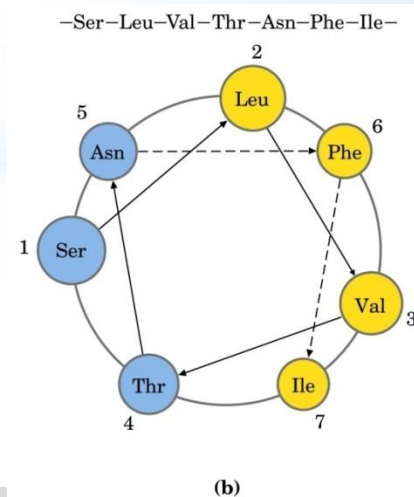 –Ser–Leu–Val–Thr–Asn–Phe–Ile–
2
Leu
5
6
Asn
Phe
1
Ser
Val
3
Thr
Ile
4
7
(b)